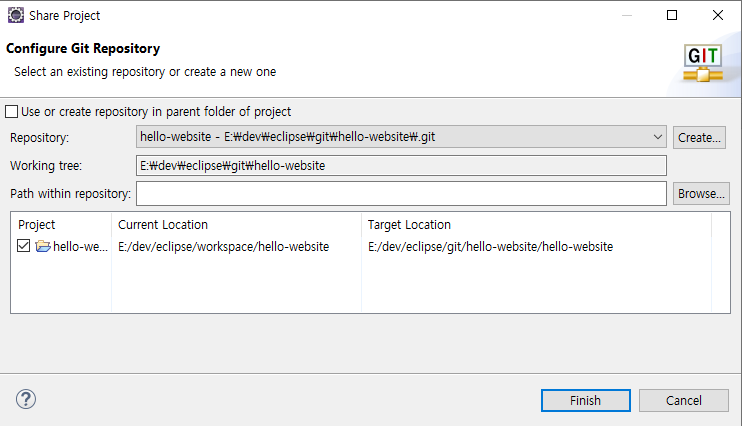 Share Project
Configure Git Repository
Select an existing repository or create a new one
GIT
Use or create repository in parent folder of project
Repository: hello-website - E:₩dev₩eclipse₩git₩hello-website₩.git Create...
Working tree: E:₩dev₩eclipse₩git₩hello-website
Path within repository: Browse...
Project Current Location Target Location
hello-we... E:/dev/eclipse/workspace/hello-website E:/dev/eclipse/git/hello-website/hello-website
? Finish Cancel